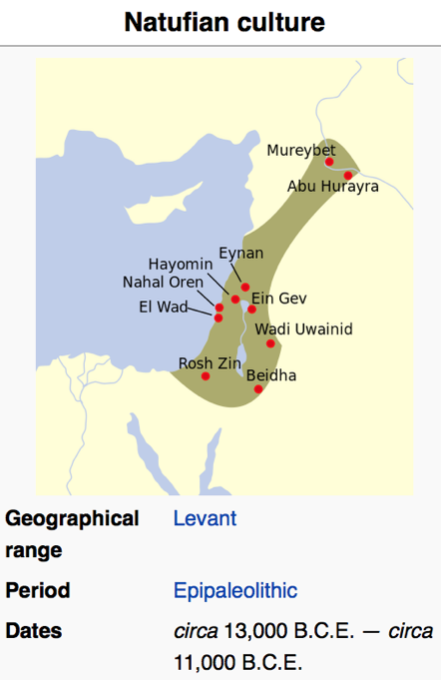 Natufian culture
Mureybet
Abu Hurayra
Eynan
Hayonim
Nahal Oren
Ein Gev
El Wad
Wadi Uwainid
Rosh Zin
Beidha
Geographical range Levant
Period Epipaleolithic
Dates circa 13,000 B.C.E. — circa
11,000 B.C.E.